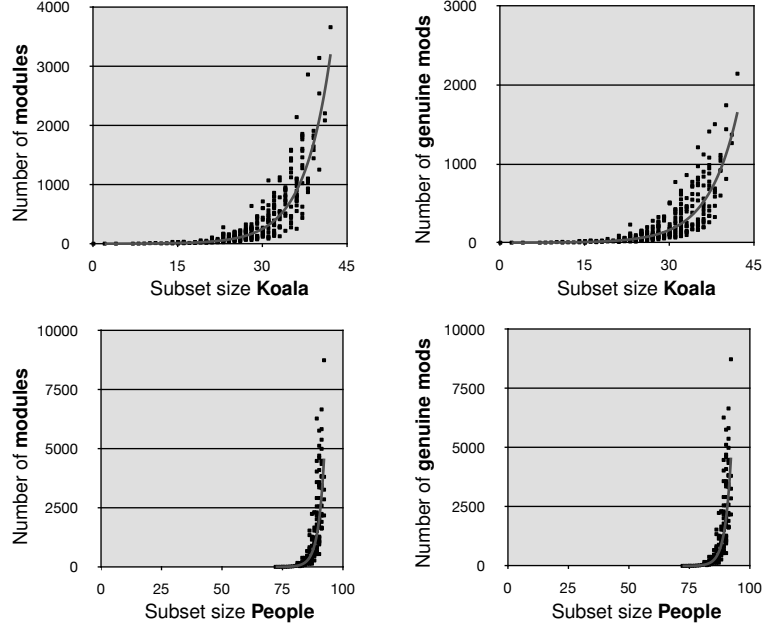 Number of modules
4000
3000
2000
1000
0
0 15 30 45
Subset size Koala
Number of genuine mods
3000
2000
1000
0
0 15 30 45
Subset size Koala
Number of modules
10000
7500
5000
2500
0
0 25 50 75 100
Subset size People
Number of genuine mods
10000
7500
5000
2500
0
0 25 50 75 100
Subset size People